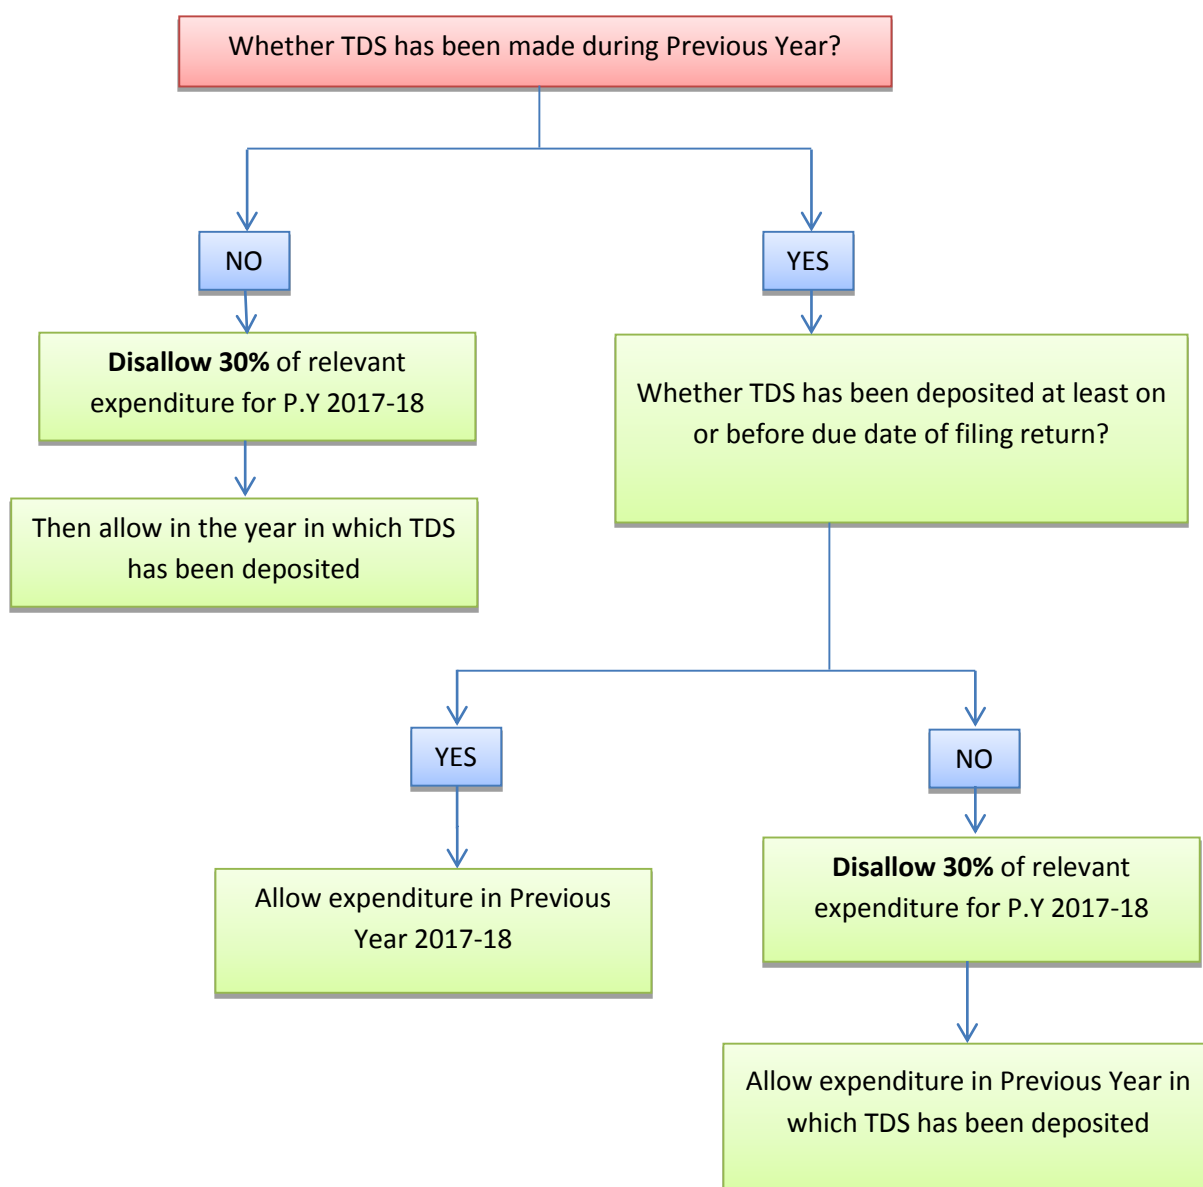 Whether TDS has been made during Previous Year?
NO
YES
Disallow 30% of relevant
expenditure for P.Y 2017-18
Whether TDS has been deposited at least on
or before due date of filing return?
Then allow in the year in which TDS
has been deposited
YES
NO
Allow expenditure in Previous
Year 2017-18
Disallow 30% of relevant
expenditure for P.Y 2017-18
Allow expenditure in Previous Year in
which TDS has been deposited